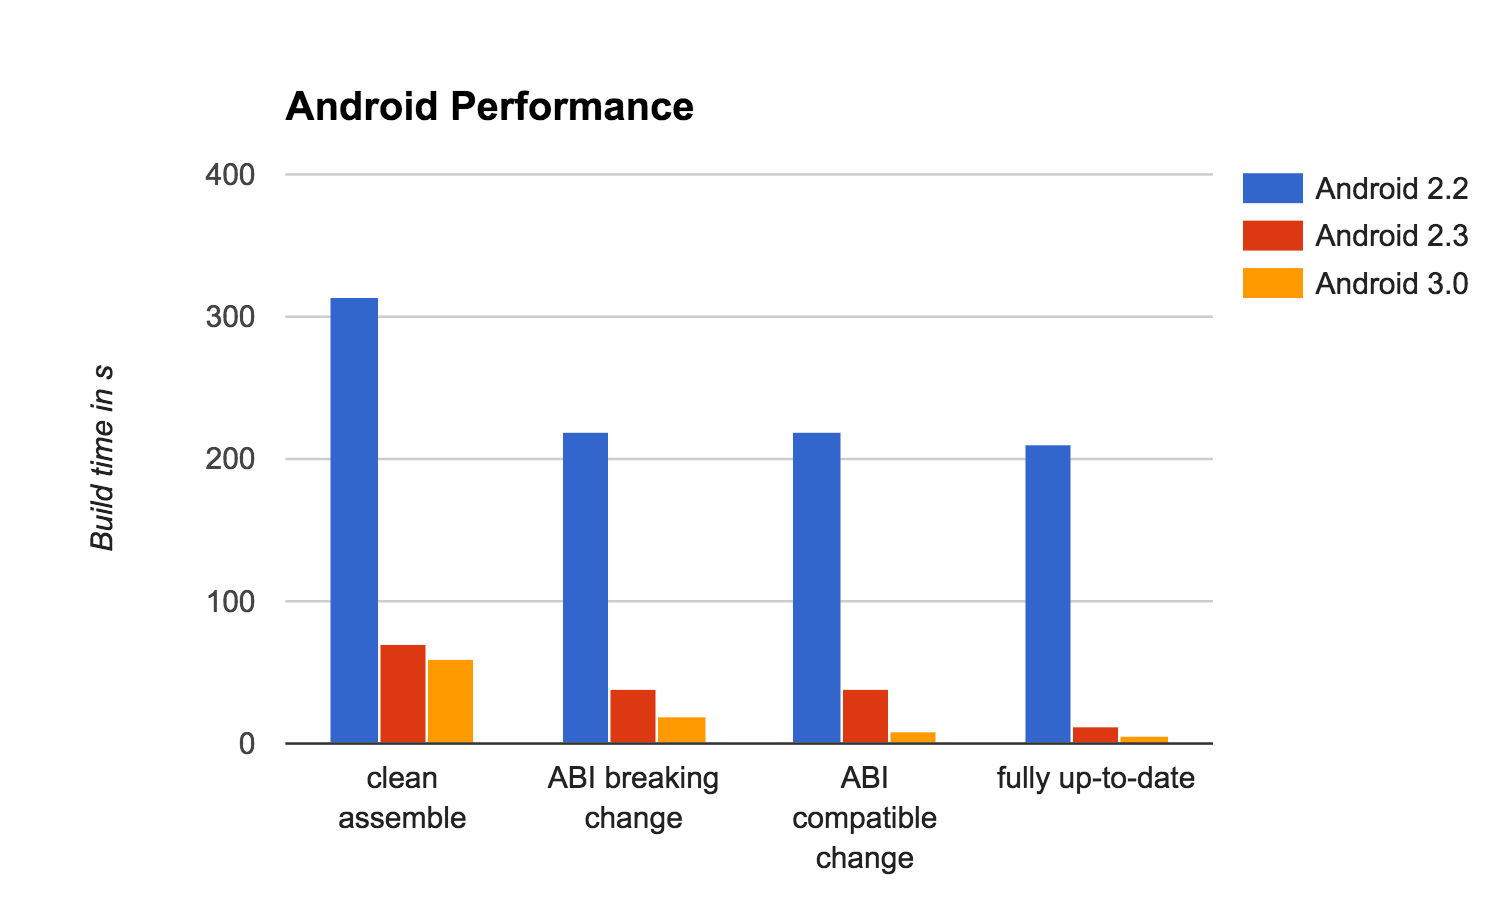 Android Performance
400
300
200
100
0
Build time in s
clean
assemble
ABI breaking
change
ABI
compatible
change
fully up-to-date
Android 2.2
Android 2.3
Android 3.0